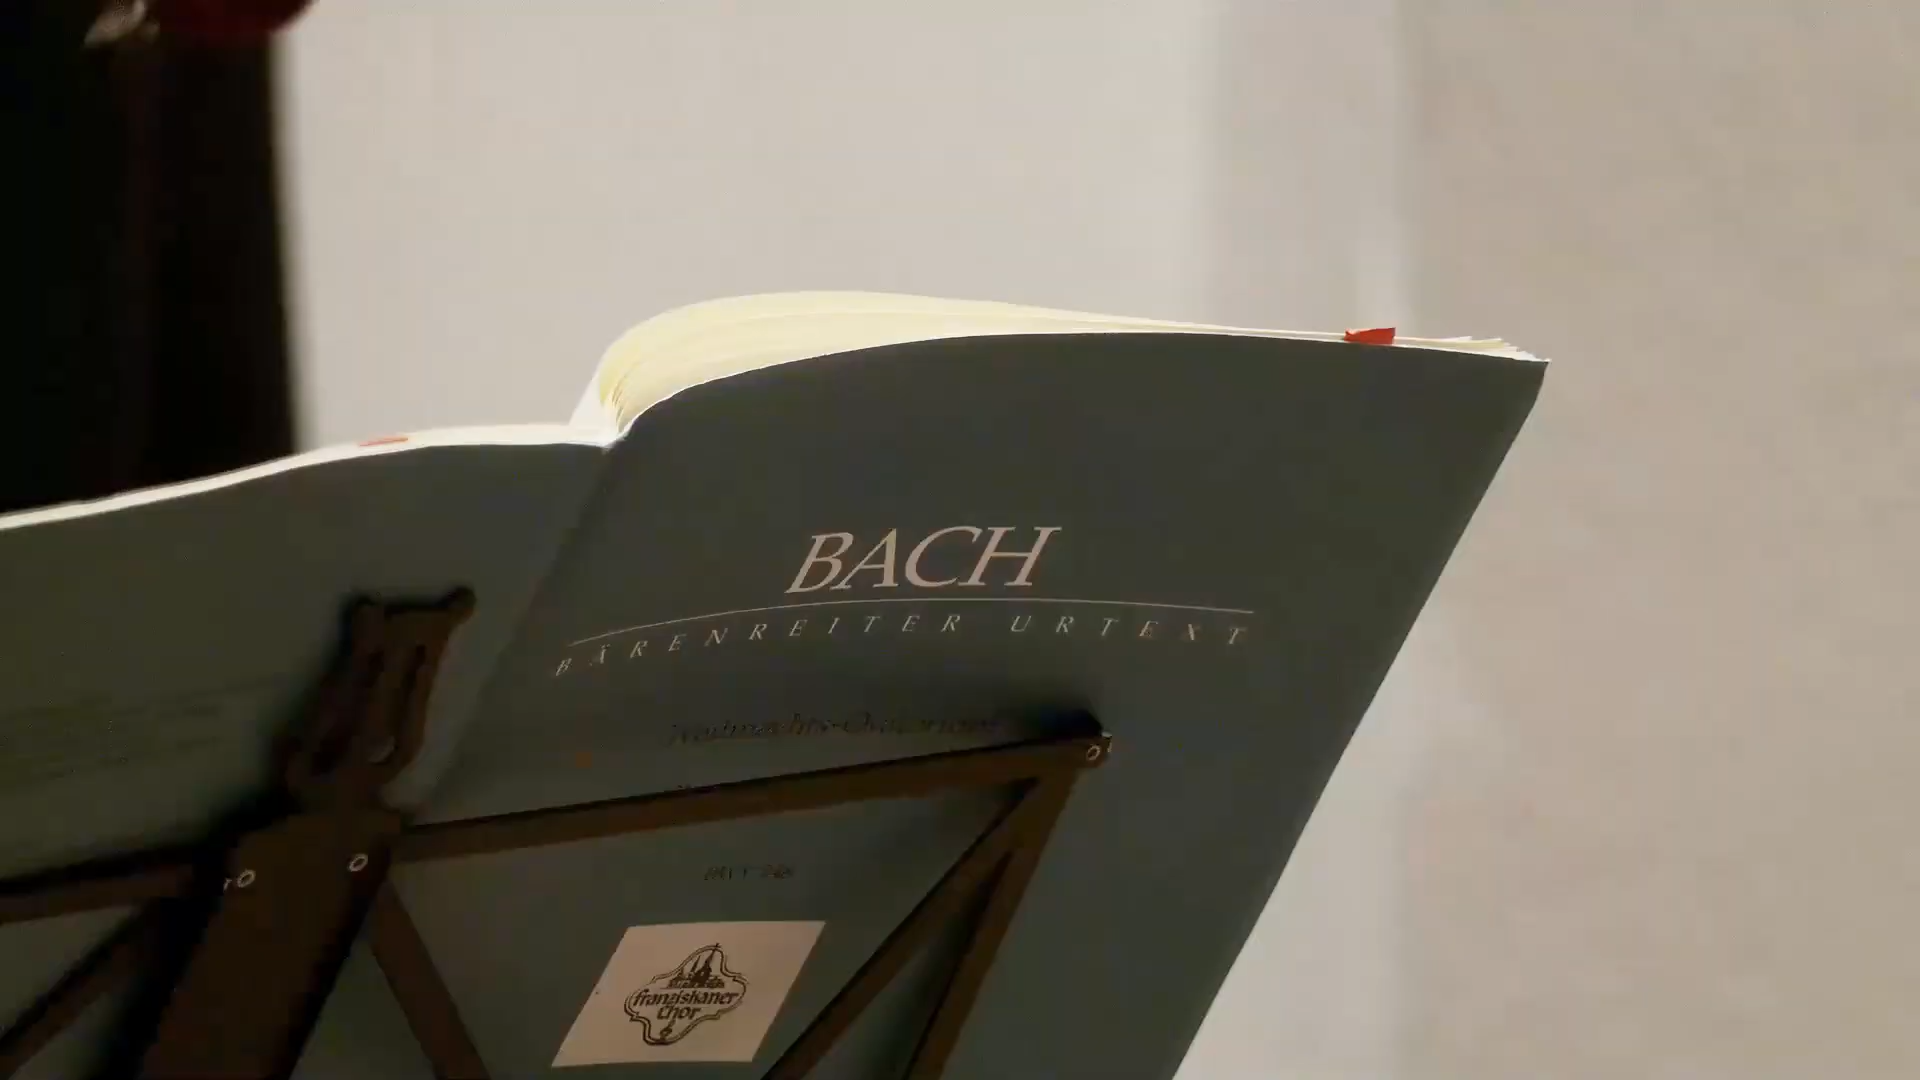 BACH
BÄRENREITER URTEXT
Weihnachts-Oratorium
franziskaner
Chor